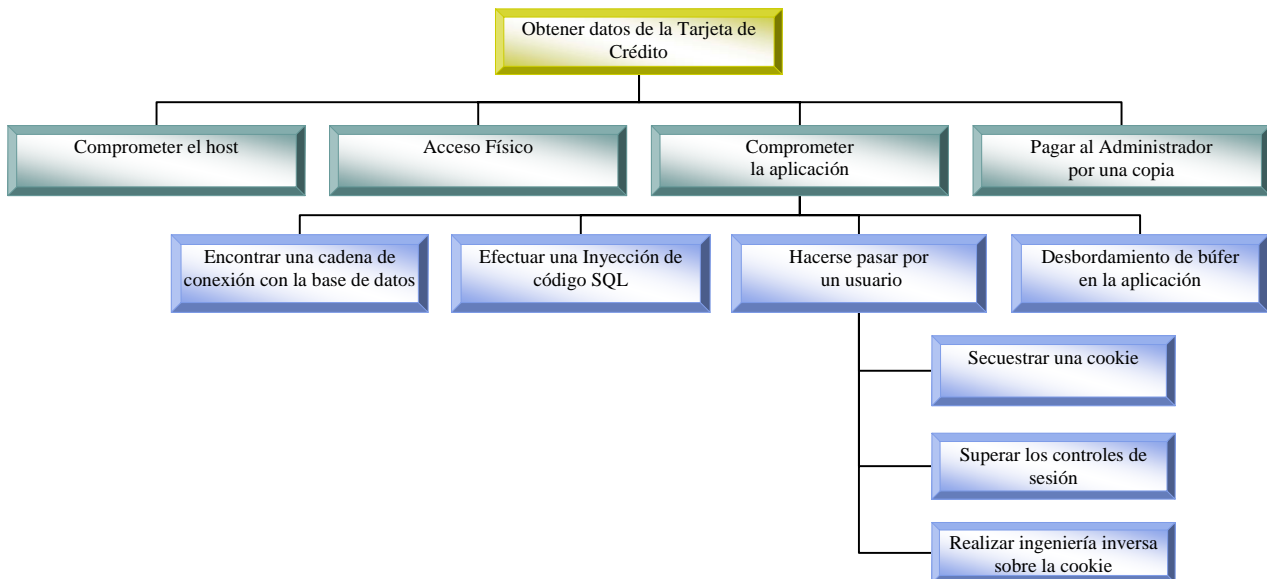 Obtener datos de la Tarjeta de
Crédito
Comprometer el host
Acceso Físico
Comprometer
la aplicación
Pagar al Administrador
por una copia
Encontrar una cadena de
conexión con la base de datos
Efectuar una Inyección de
código SQL
Hacerse pasar por
un usuario
Desbordamiento de búfer
en la aplicación
Secuestrar una cookie
Superar los controles de
sesión
Realizar ingeniería inversa
sobre la cookie